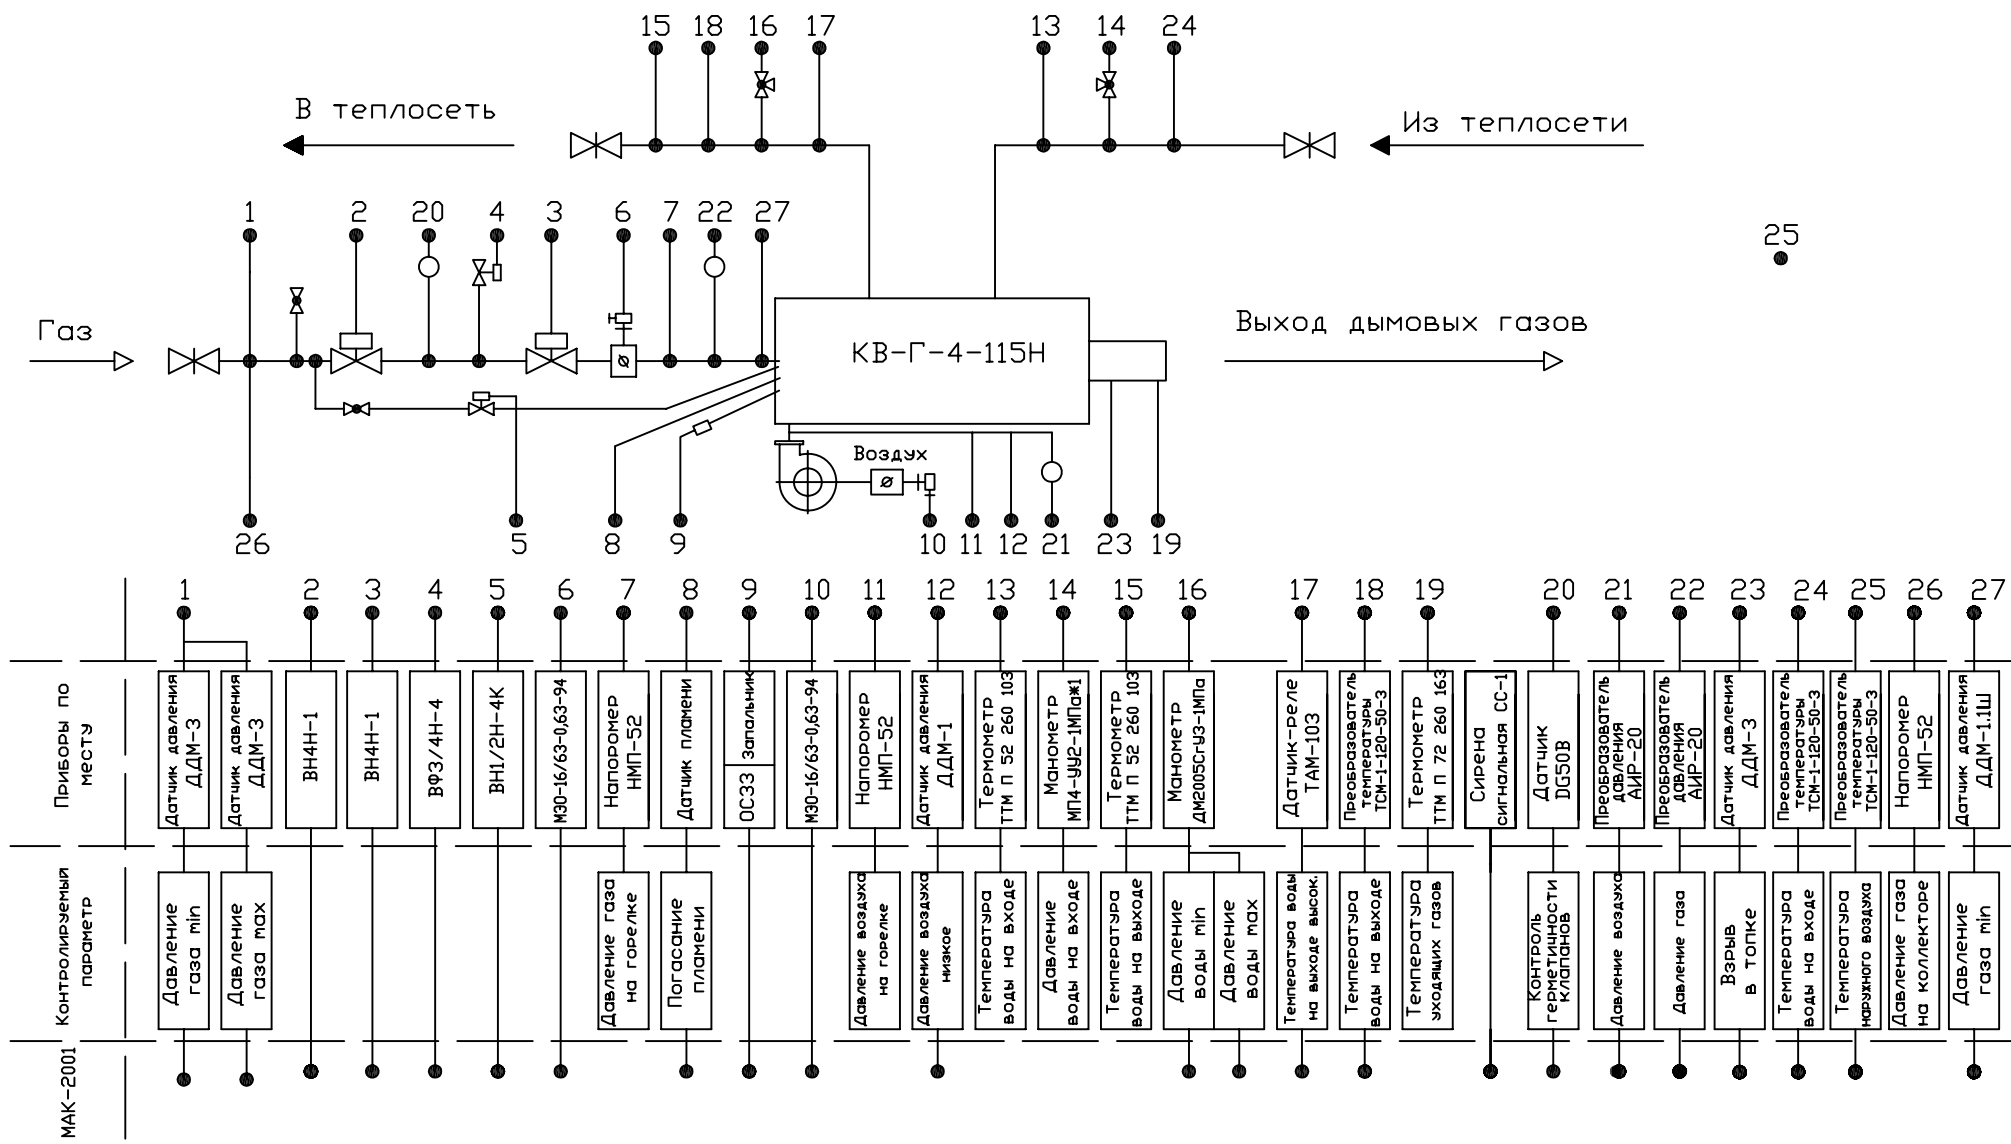 15 18 16 17 13 14 24
В теплосеть
Из теплосети
1 2 20 4 3 6 7 22 27
25
Газ
КВ-Г-4-115Н
Выход дымовых газов
Воздух
26 5 8 9 10 11 12 21 23 19
1 2 3 4 5 6 7 8 9 10 11 12 13 14 15 16 17 18 19 20 21 22 23 24 25 26 27
Приборы по
месту
Датчик давления
ДДМ-3
Датчик давления
ДДМ-3
ВН4Н-1
ВН4Н-1
ВФ3/4Н-4
ВН1/2Н-4К
МЭО-16/63-0,63-94
Напоромер
НМП-52
Датчик пламени
ОС33 Запальник
МЭО-16/63-0,63-94
Напоромер
НМП-52
Датчик давления
ДДМ-1
Термометр
ТТМ П 52 260 103
Манометр
МП4-УУ2-1МПаж1
Термометр
ТТМ П 52 260 103
Манометр
ДМ2005СгУ3-1МПа
Датчик-реле
ТАМ-103
Преобразователь
температуры
ТСМ-1-120-50-3
Термометр
ТТМ П 72 260 163
Сирена
сигнальная СС-1
Датчик
DG50B
Преобразователь
давления
АИР-20
Преобразователь
давления
АИР-20
Датчик давления
ДДМ-3
Преобразователь
температуры
ТСМ-1-120-50-3
Преобразователь
температуры
ТСМ-1-120-50-3
Напоромер
НМП-52
Датчик давления
ДДМ-1.1Ш
Контролируемый
параметр
Давление
газа min
Давление
газа max
Давление газа
на горелке
Погасание
пламени
Давление воздуха
на горелке
Давление воздуха
низкое
Температура
воды на входе
Давление
воды на входе
Температура
воды на выходе
Давление
воды min
Давление
воды max
Температура воды
на выходе высок.
Температура
воды на выходе
Температура
уходящих газов
Контроль
герметичности
клапанов
Давление воздуха
Давление газа
Взрыв
в топке
Температура
воды на входе
Температура
наружного воздуха
Давление газа
на коллекторе
Давление
газа min
МАК-2001